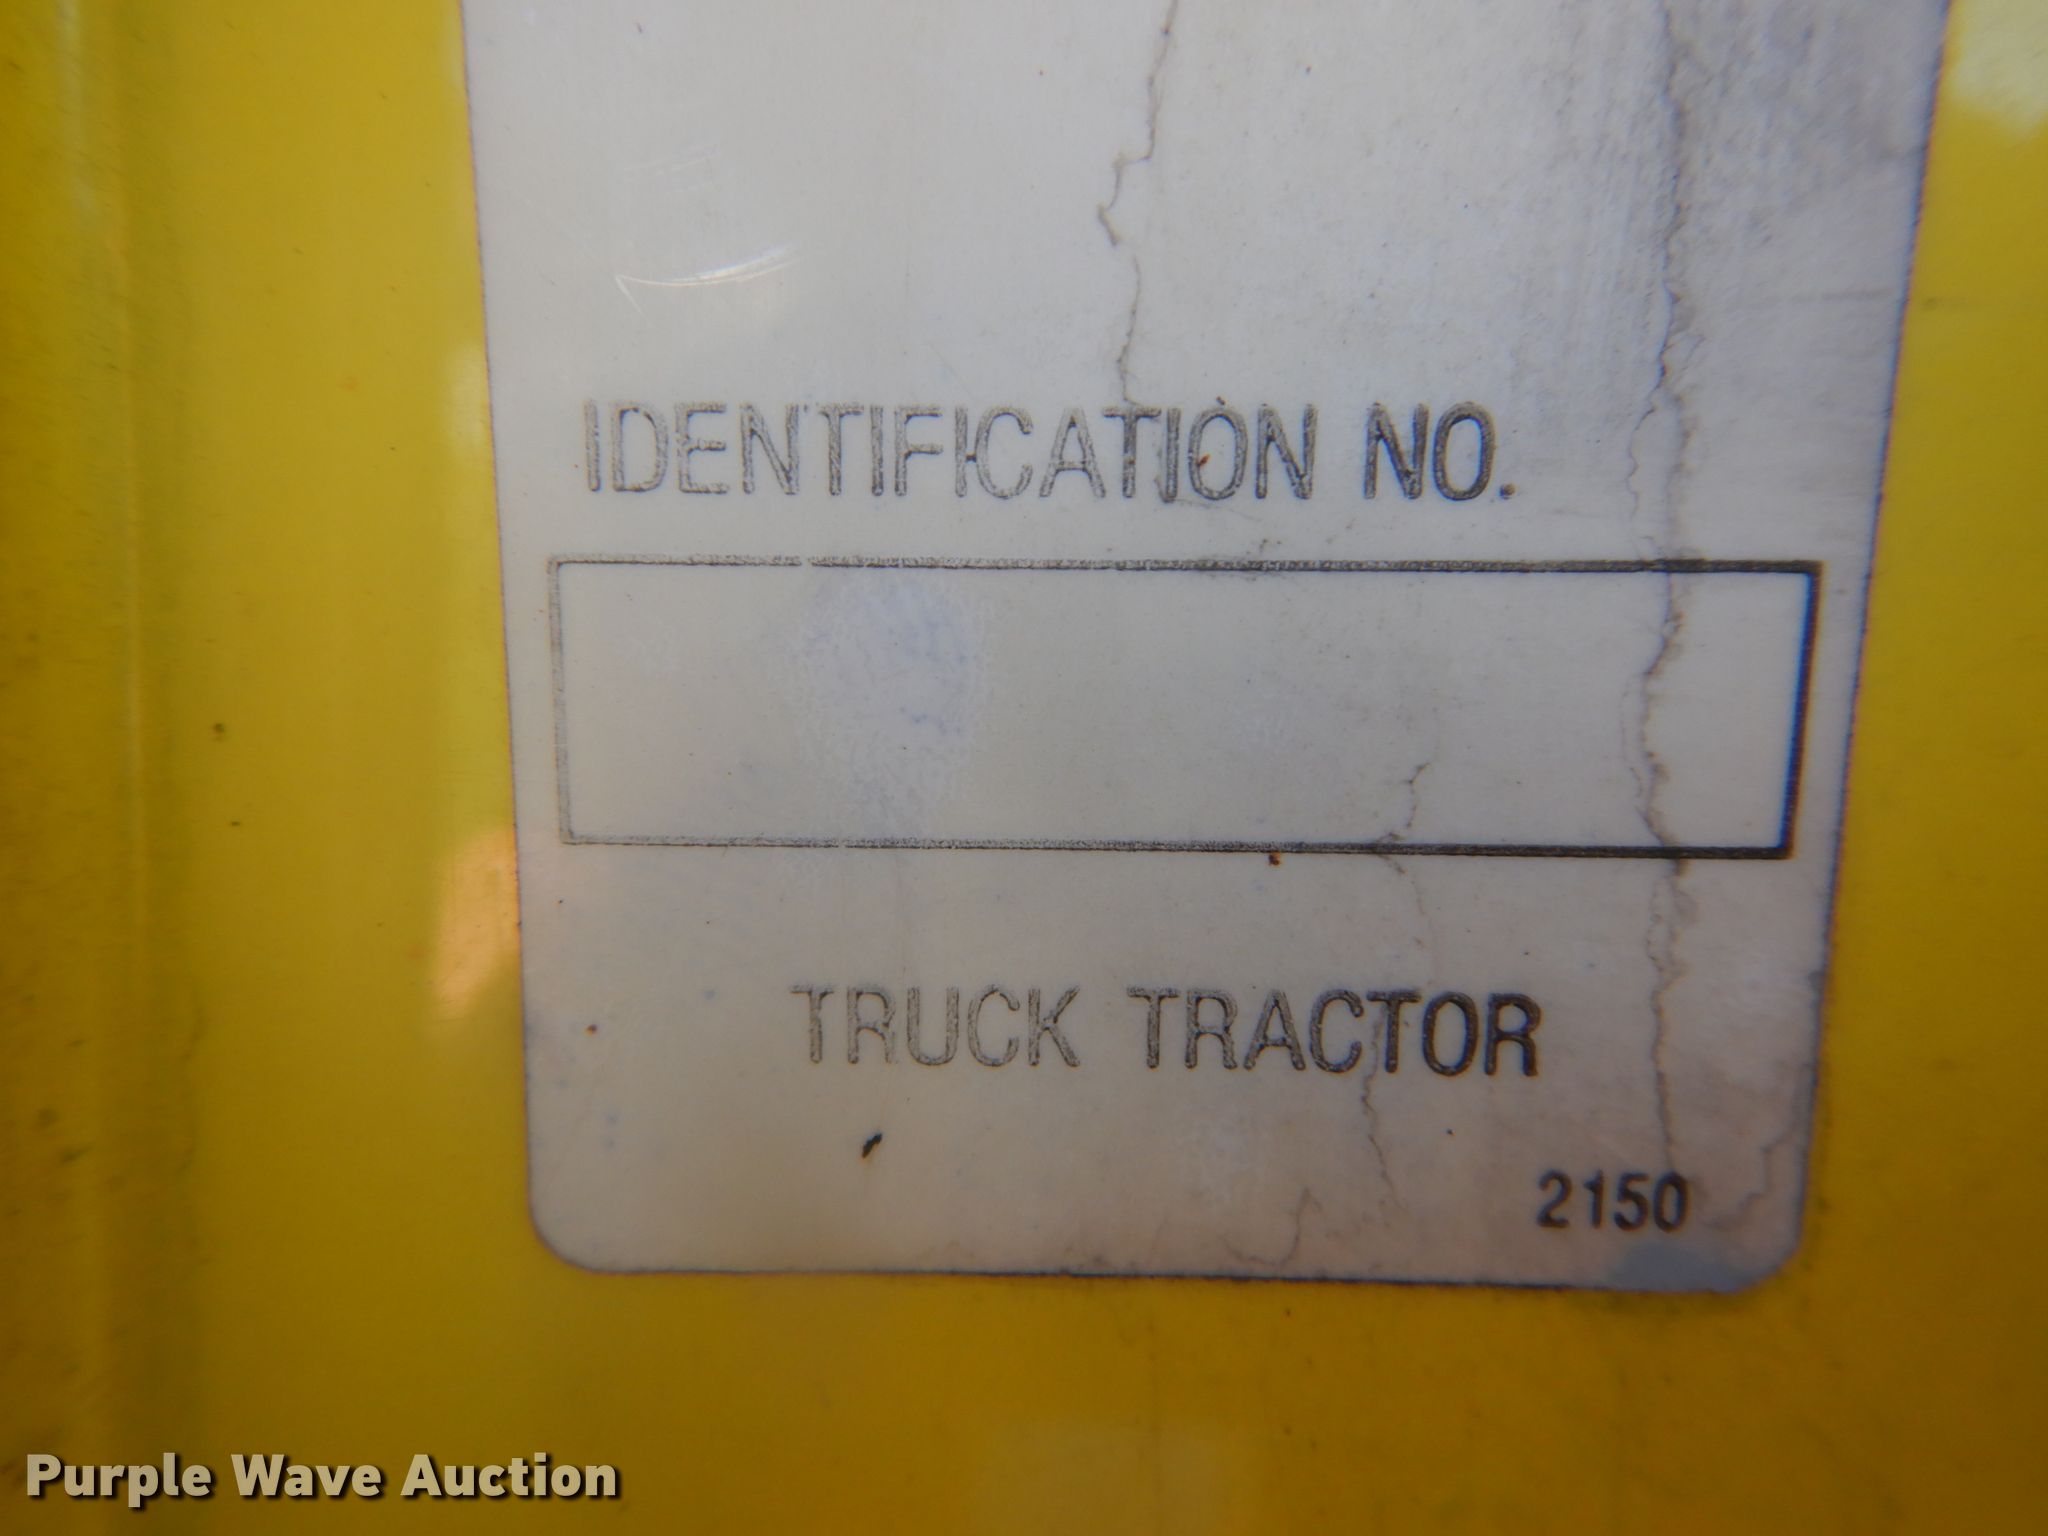 IDENTIFICATION NO.
TRUCK TRACTOR
2150
Purple Wave Auction